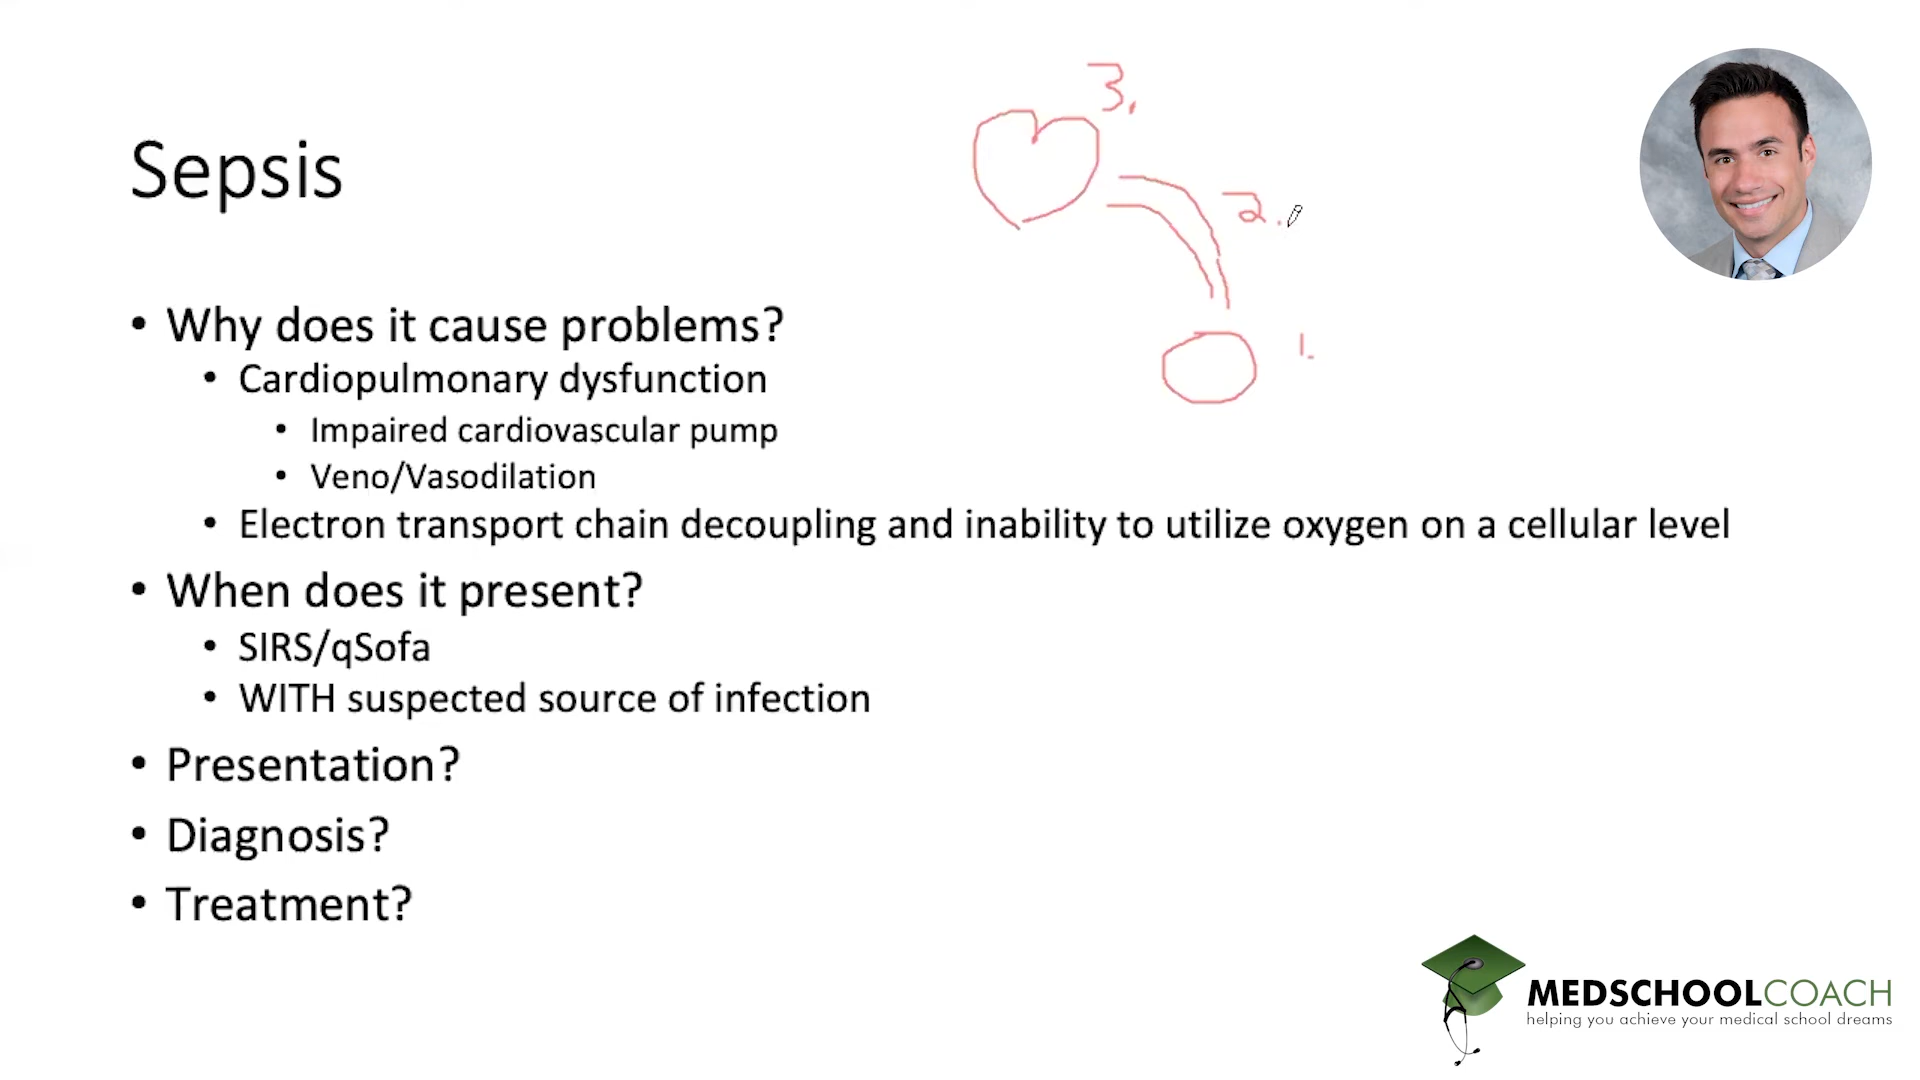 3.
Sepsis
2.
Why does it cause problems?
1.
Cardiopulmonary dysfunction
Impaired cardiovascular pump
Veno/Vasodilation
Electron transport chain decoupling and inability to utilize oxygen on a cellular level
When does it present?
SIRS/qSofa
WITH suspected source of infection
Presentation?
Diagnosis?
Treatment?
MEDSCHOOLCOACH
helping you achieve your medical school dreams